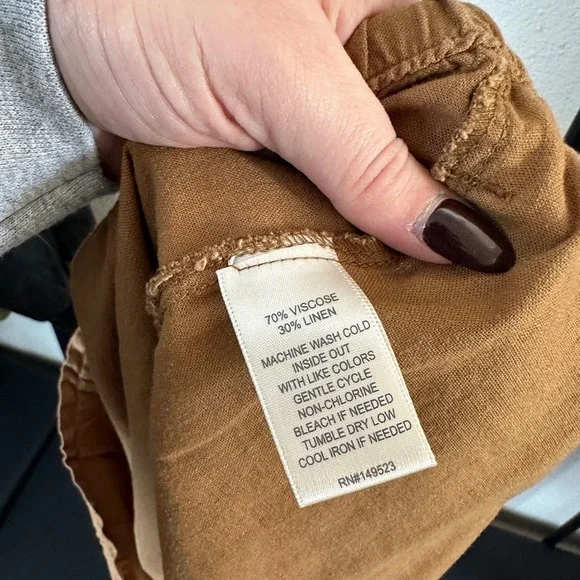 70% VISCOSE
30% LINEN
MACHINE WASH COLD
INSIDE OUT
WITH LIKE COLORS
GENTLE CYCLE
NON-CHLORINE
BLEACH IF NEEDED
TUMBLE DRY LOW
COOL IRON IF NEEDED
RN#149523